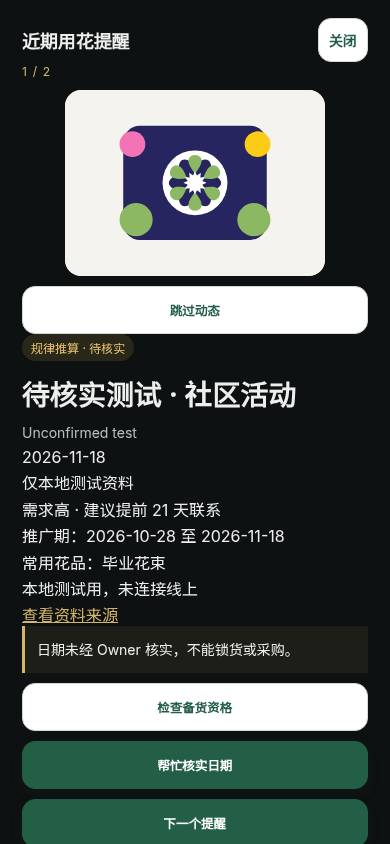 近期用花提醒
关闭
1 / 2
跳过动态
规律推算 · 待核实
待核实测试 · 社区活动
Unconfirmed test
2026-11-18
仅本地测试资料
需求高 · 建议提前 21 天联系
推广期：2026-10-28 至 2026-11-18
常用花品：毕业花束
本地测试用，未连接线上
查看资料来源
日期未经 Owner 核实，不能锁货或采购。
检查备货资格
帮忙核实日期
下一个提醒